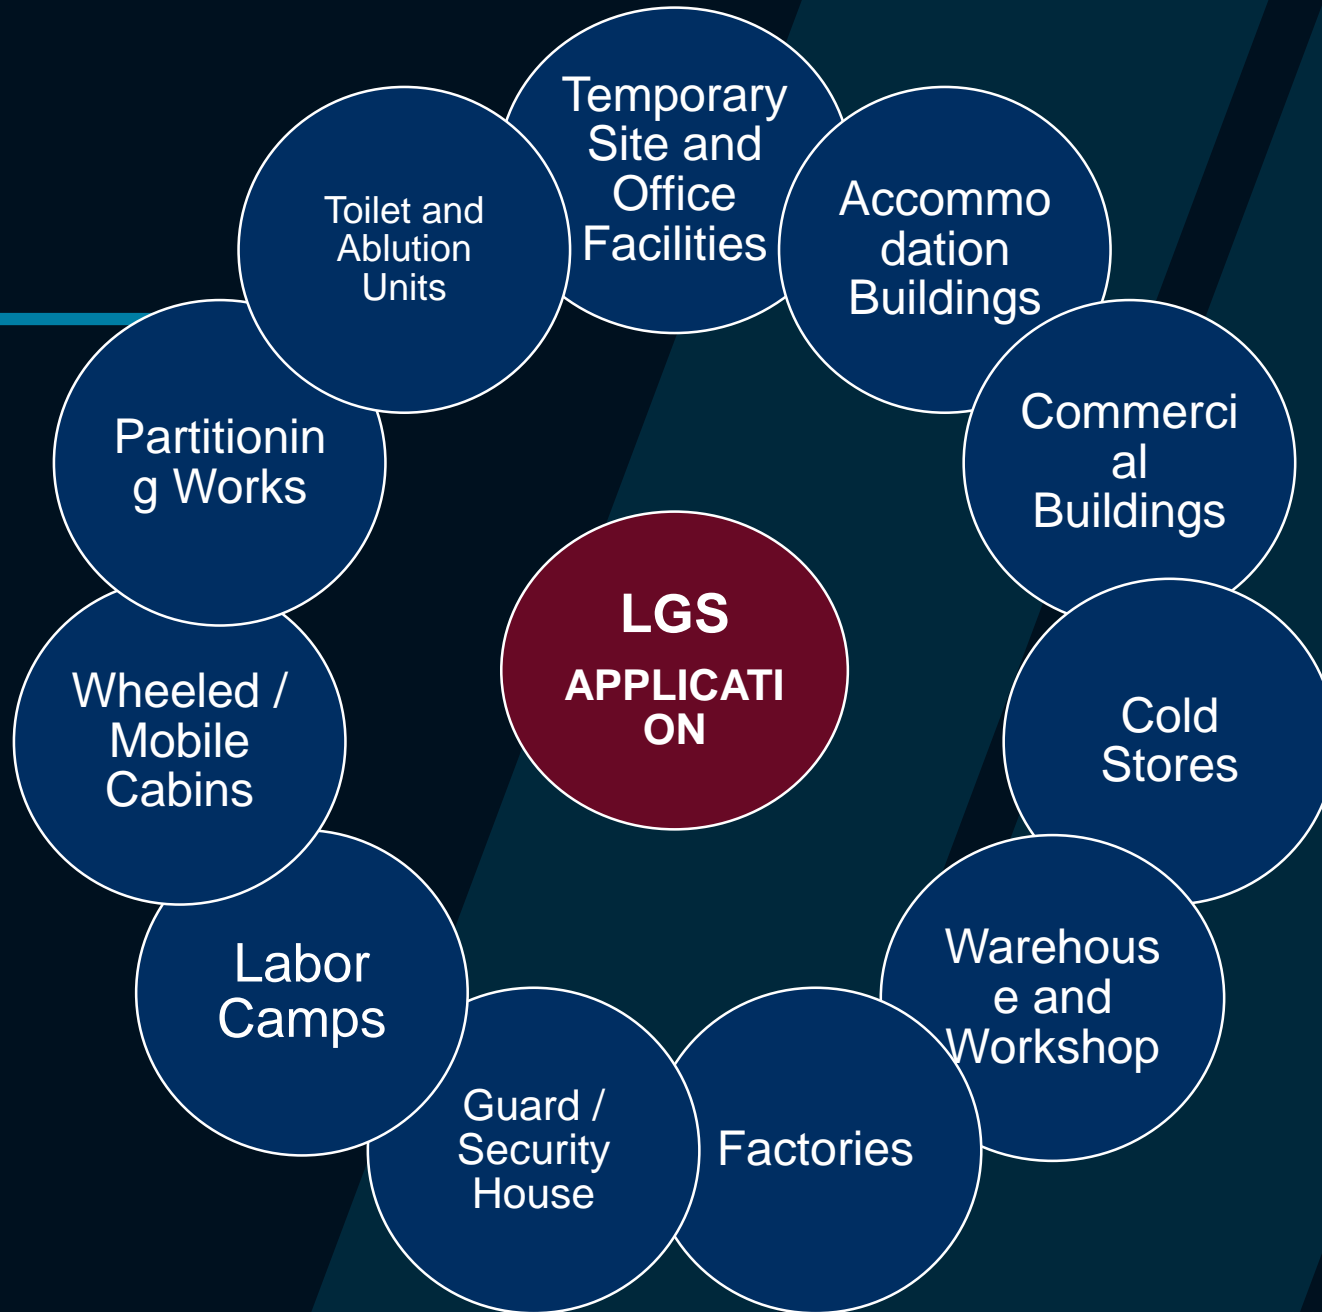 Temporary
Site and
Office
Facilities
Accommo
dation
Buildings
Commerci
al
Buildings
Cold
Stores
Warehous
e and
Workshop
Factories
Guard /
Security
House
Labor
Camps
Wheeled /
Mobile
Cabins
Partitionin
g Works
Toilet and
Ablution
Units
LGS
APPLICATI
ON